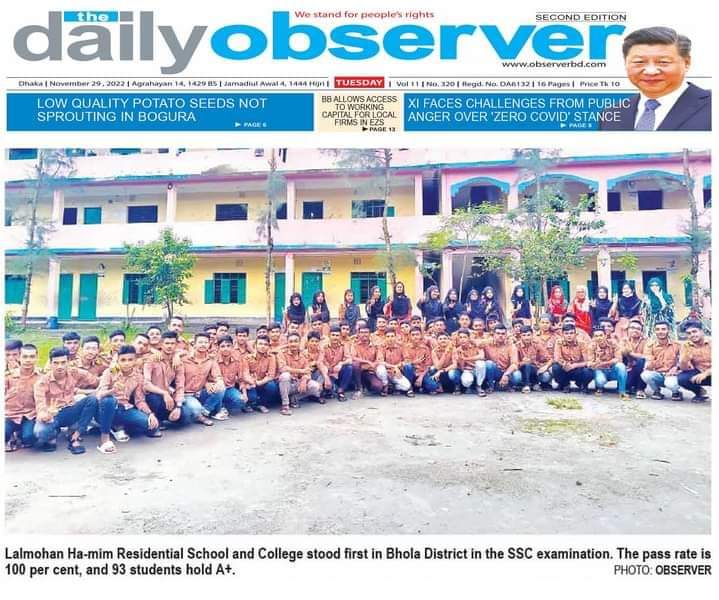 We stand for people's rights
SECOND EDITION
the
daily observer
www.observerbd.com
Dhaka | November 29, 2022 | Agrahayan 14, 1429 BS | Jamadiul Awal 4, 1444 Hijri | TUESDAY | Vol 11 | No. 320 | Regd. No. DA6132 | 16 Pages | Price Tk 10
LOW QUALITY POTATO SEEDS NOT
SPROUTING IN BOGURA
PAGE 6
BB ALLOWS ACCESS
TO WORKING
CAPITAL FOR LOCAL
FIRMS IN EZS
PAGE 13
XI FACES CHALLENGES FROM PUBLIC
ANGER OVER 'ZERO COVID' STANCE
PAGE
Lalmohan Ha-mim Residential School and College stood first in Bhola District in the SSC examination. The pass rate is
100 per cent, and 93 students hold A+.
PHOTO: OBSERVER